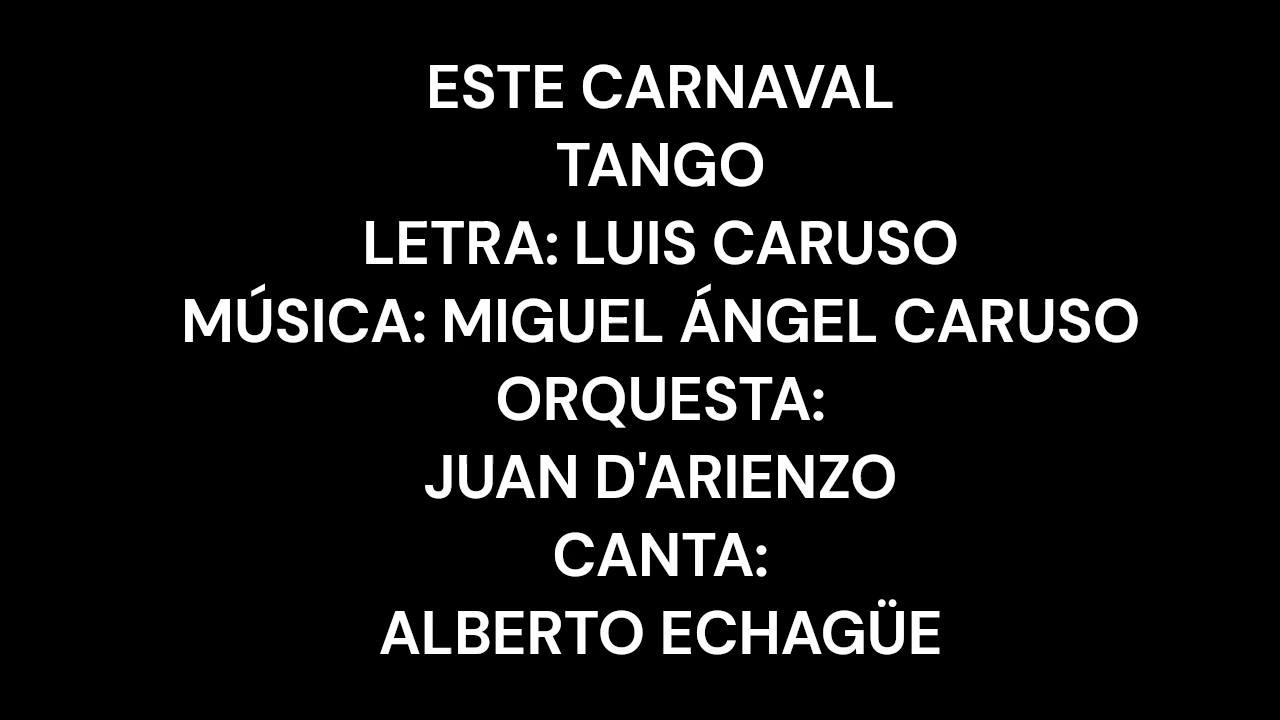 ESTE CARNAVAL
TANGO
LETRA: LUIS CARUSO
MÚSICA: MIGUEL ÁNGEL CARUSO
ORQUESTA:
JUAN D'ARIENZO
CANTA:
ALBERTO ECHAGÜE